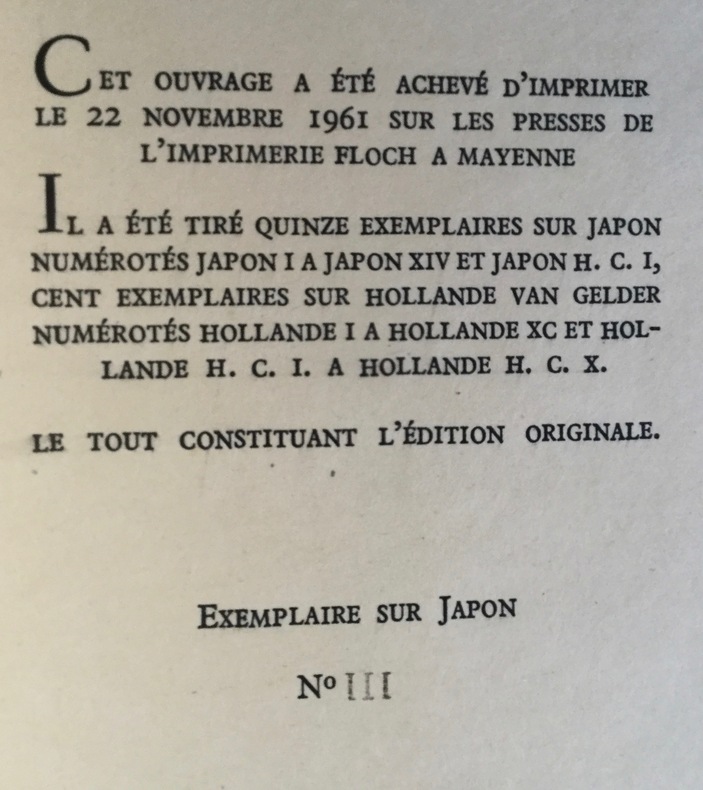 CET OUVRAGE A ÉTÉ ACHEVÉ D'IMPRIMER
LE 22 NOVEMBRE 1961 SUR LES PRESSES DE
L'IMPRIMERIE FLOCH A MAYENNE
IL A ÉTÉ TIRÉ QUINZE EXEMPLAIRES SUR JAPON
NUMÉROTÉS JAPON I A JAPON XIV ET JAPON H. C. I,
CENT EXEMPLAIRES SUR HOLLANDE VAN GELDER
NUMÉROTÉS HOLLANDE I A HOLLANDE XC ET HOL-
LANDE H. C. I. A HOLLANDE H. C. X.
LE TOUT CONSTITUANT L'ÉDITION ORIGINALE.
EXEMPLAIRE SUR JAPON
Nº III